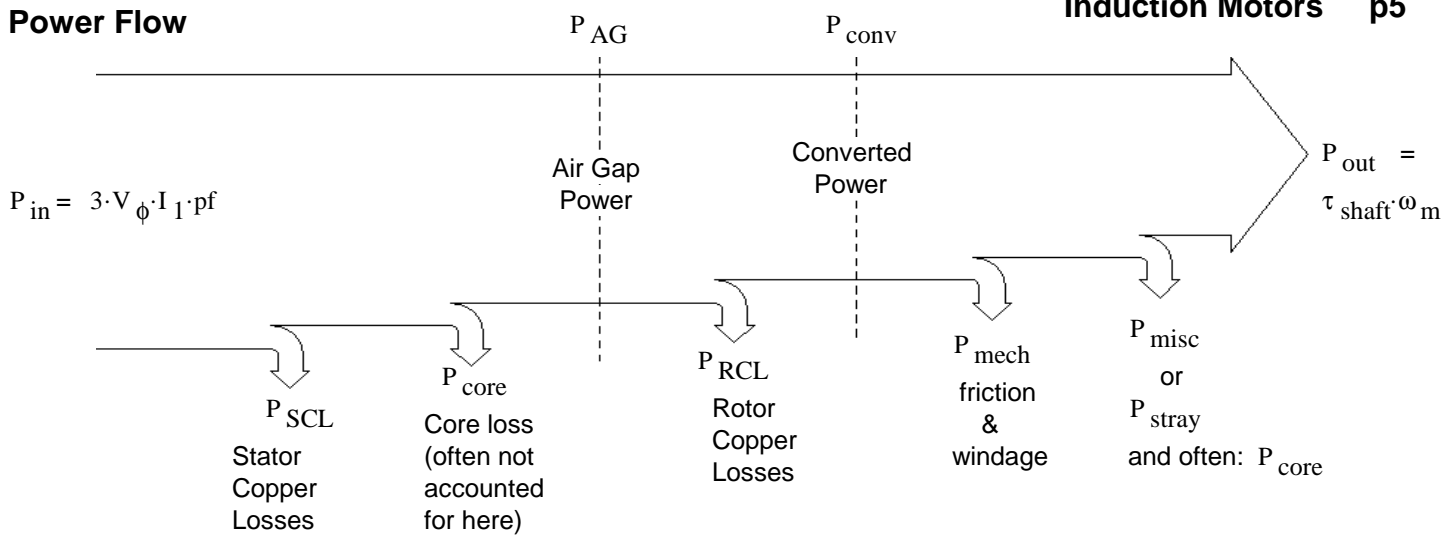 Induction Motors p5
Power Flow
P AG
P conv
Air Gap
Power
Converted
Power
P in = 3·V ϕ·I 1·pf
P out =
τ shaft·ω m
P SCL
Stator
Copper
Losses
P core
Core loss
(often not
accounted
for here)
P RCL
Rotor
Copper
Losses
P mech
friction
&
windage
P misc
or
P stray
and often: P core